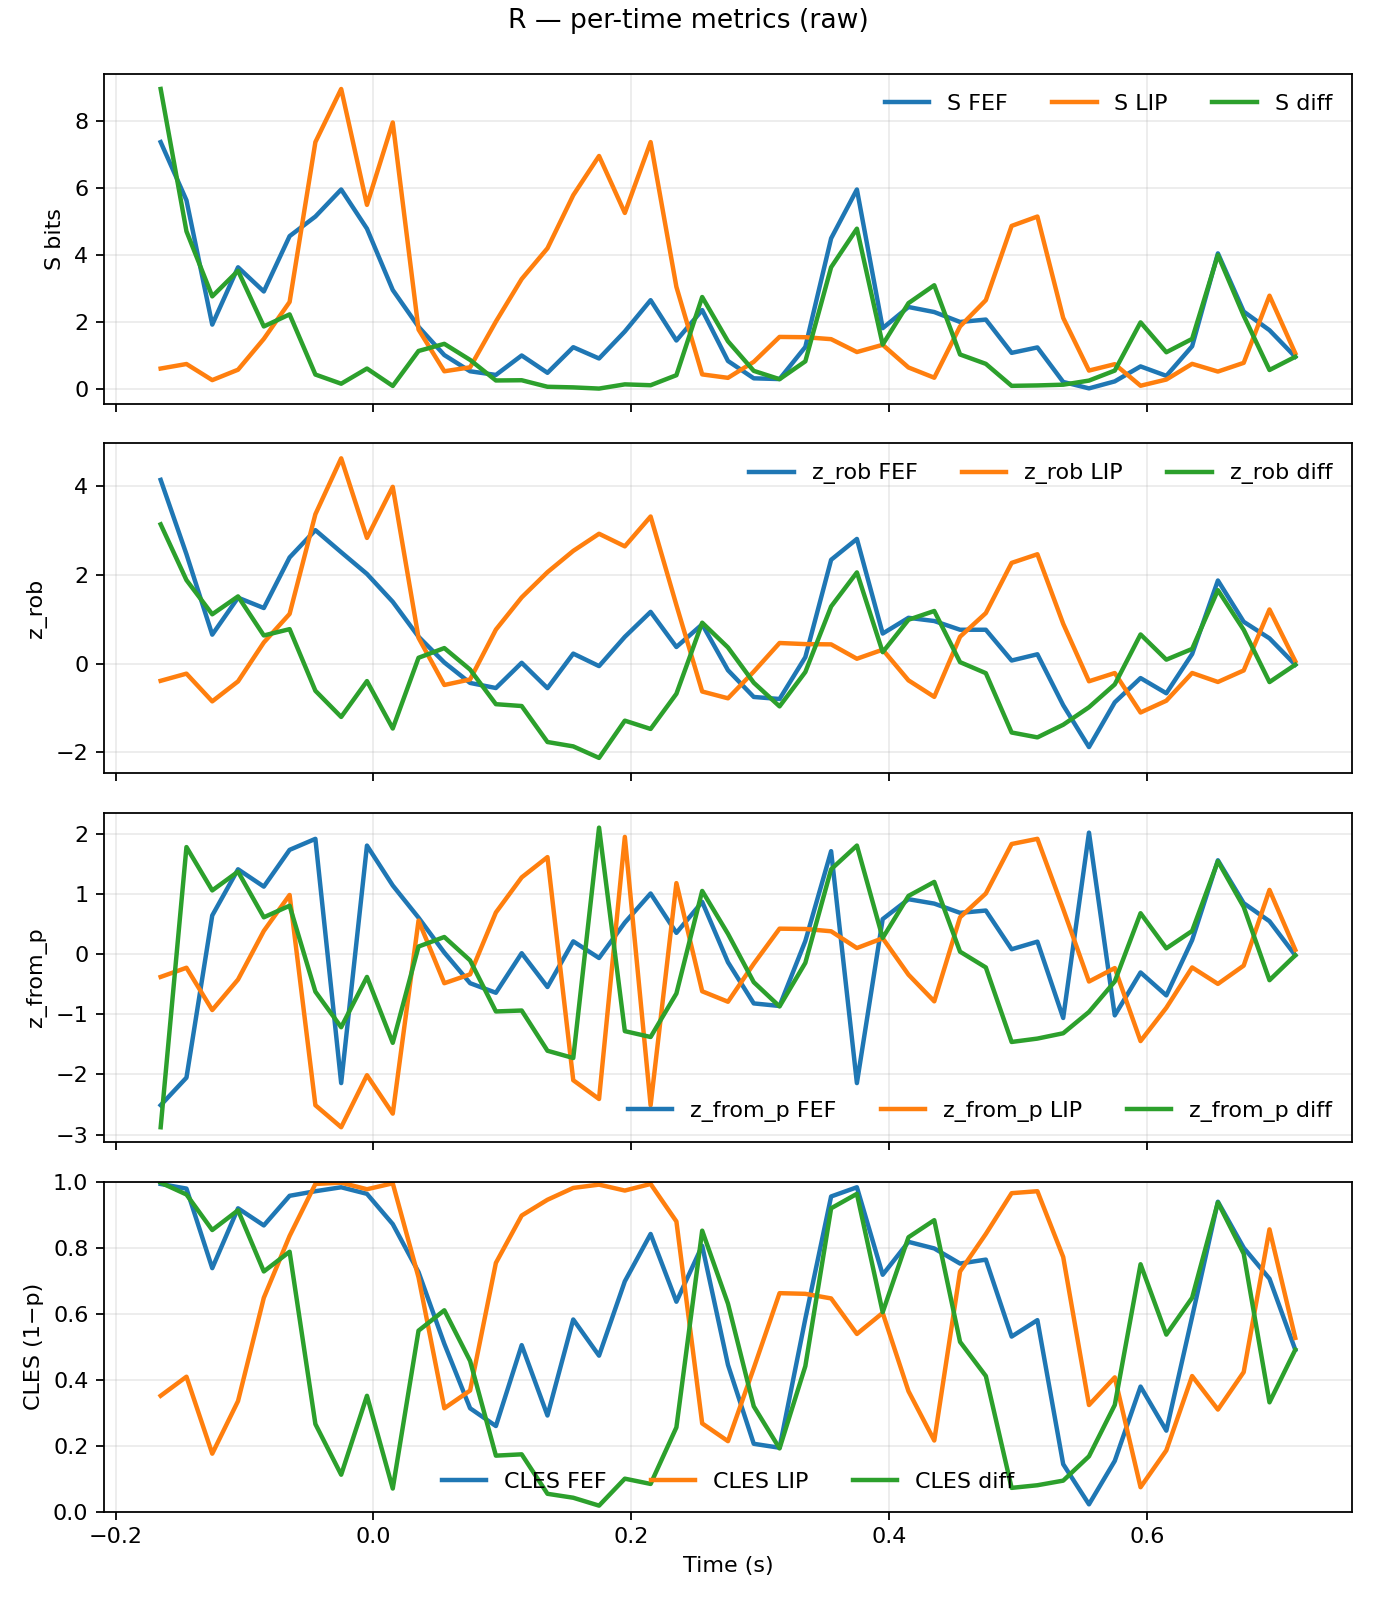 R — per-time metrics (raw)
S FEF S LIP S diff
8
6
4
2
0
S bits
z_rob FEF z_rob LIP z_rob diff
4
2
0
−2
z_rob
2
1
0
−1
−2
−3
z_from_p
z_from_p FEF z_from_p LIP z_from_p diff
1.0
0.8
0.6
0.4
0.2
0.0
CLES (1−p)
CLES FEF CLES LIP CLES diff
−0.2 0.0 0.2 0.4 0.6
Time (s)